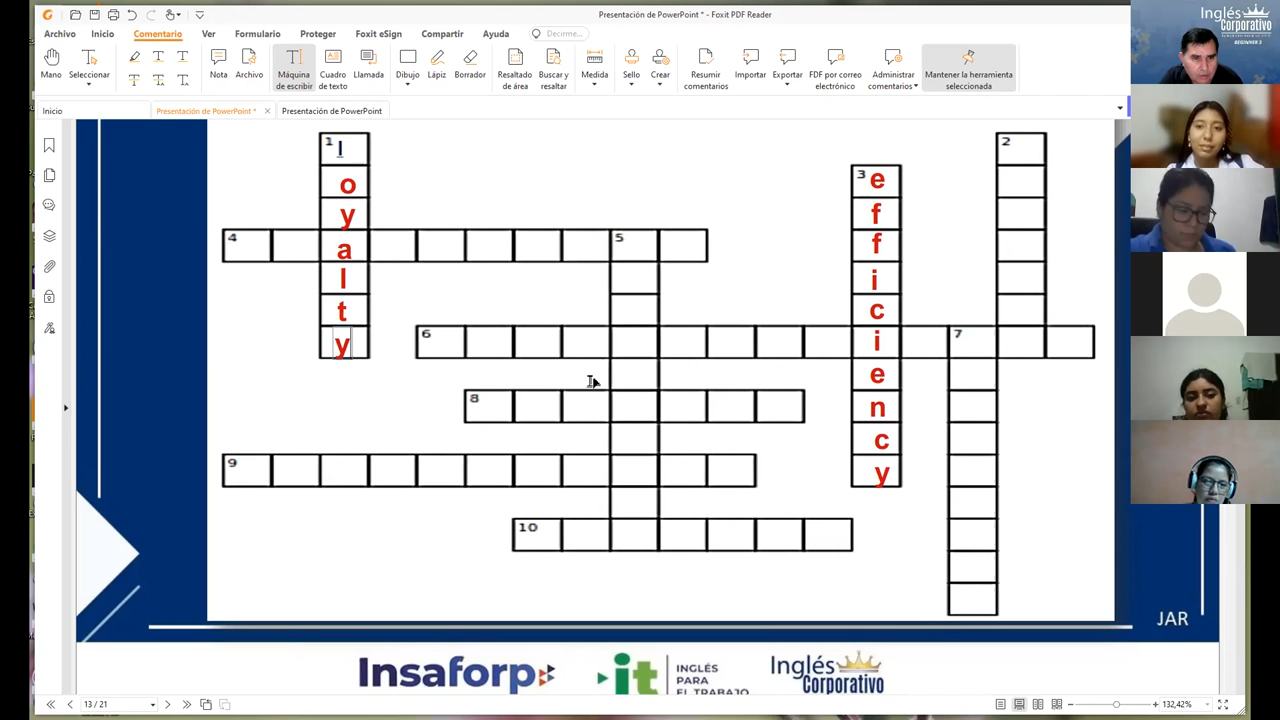 Presentación de PowerPoint * - Foxit PDF Reader
Archivo Inicio Comentario Ver Formulario Proteger Foxit eSign Compartir Ayuda Decirme...
Mano Seleccionar Nota Archivo Máquina de escribir Cuadro de texto Llamada Dibujo Lápiz Borrador Resaltado de área Buscar y resaltar Medida Sello Crear Resumir comentarios Importar Exportar PDF por correo electrónico Administrar comentarios Mantener la herramienta seleccionada
Inicio Presentación de PowerPoint * Presentación de PowerPoint
Inglés Corporativo
BEGINNER 3
1 l 2
o 3 e
y f
4 a 5 f
l i
t c
y 6 i 7
e
8 n
9 c
y
10
JAR
Insaforp
it INGLÉS PARA EL TRABAJO
Inglés Corporativo
13 / 21 132,42%